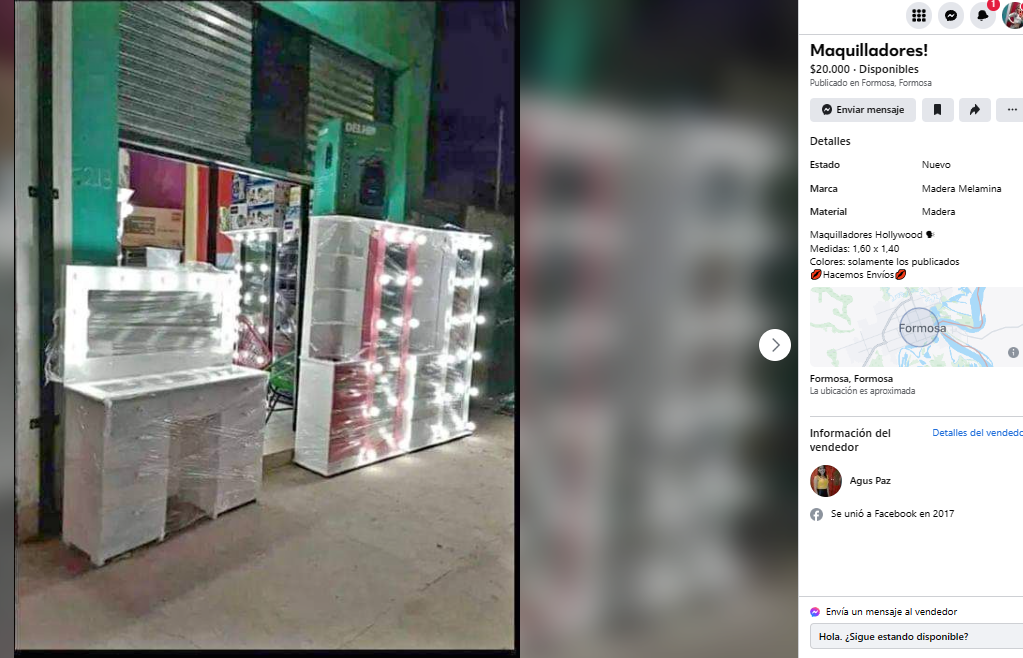 DELNER
5213
1
Maquilladores!
$20.000 · Disponibles
Publicado en Formosa, Formosa
Enviar mensaje
Detalles
Estado Nuevo
Marca Madera Melamina
Material Madera
Maquilladores Hollywood
Medidas: 1,60 x 1,40
Colores: solamente los publicados
Hacemos Envíos
Formosa
Formosa, Formosa
La ubicación es aproximada
Información del vendedor
Detalles del vendedo
Agus Paz
Se unió a Facebook en 2017
Envía un mensaje al vendedor
Hola. ¿Sigue estando disponible?